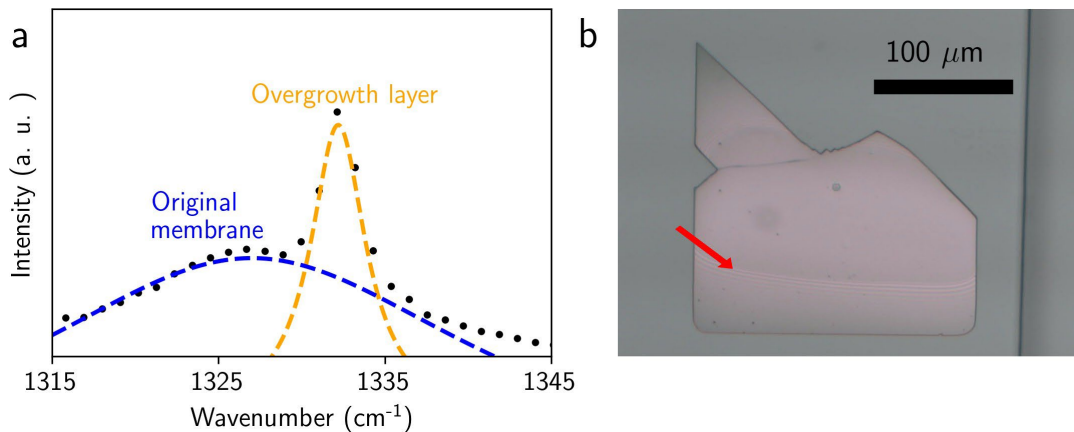 a
Intensity (a. u. )
Overgrowth layer
Original
membrane
1315
1325
1335
1345
Wavenumber (cm-1)
b
100 μm